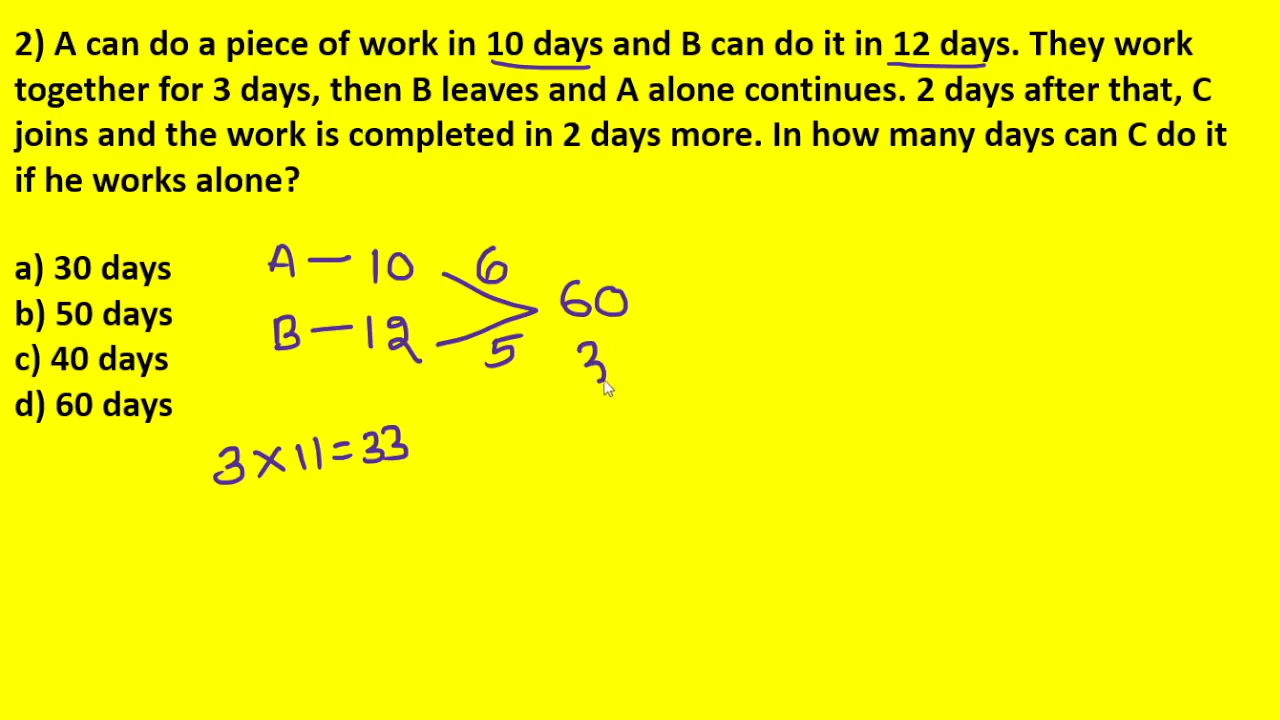 2) A can do a piece of work in 10 days and B can do it in 12 days. They work
together for 3 days, then B leaves and A alone continues. 2 days after that, C
joins and the work is completed in 2 days more. In how many days can C do it
if he works alone?
a) 30 days
b) 50 days
c) 40 days
d) 60 days
A — 10 6
60
B — 12 5
3
3 × 11 = 33